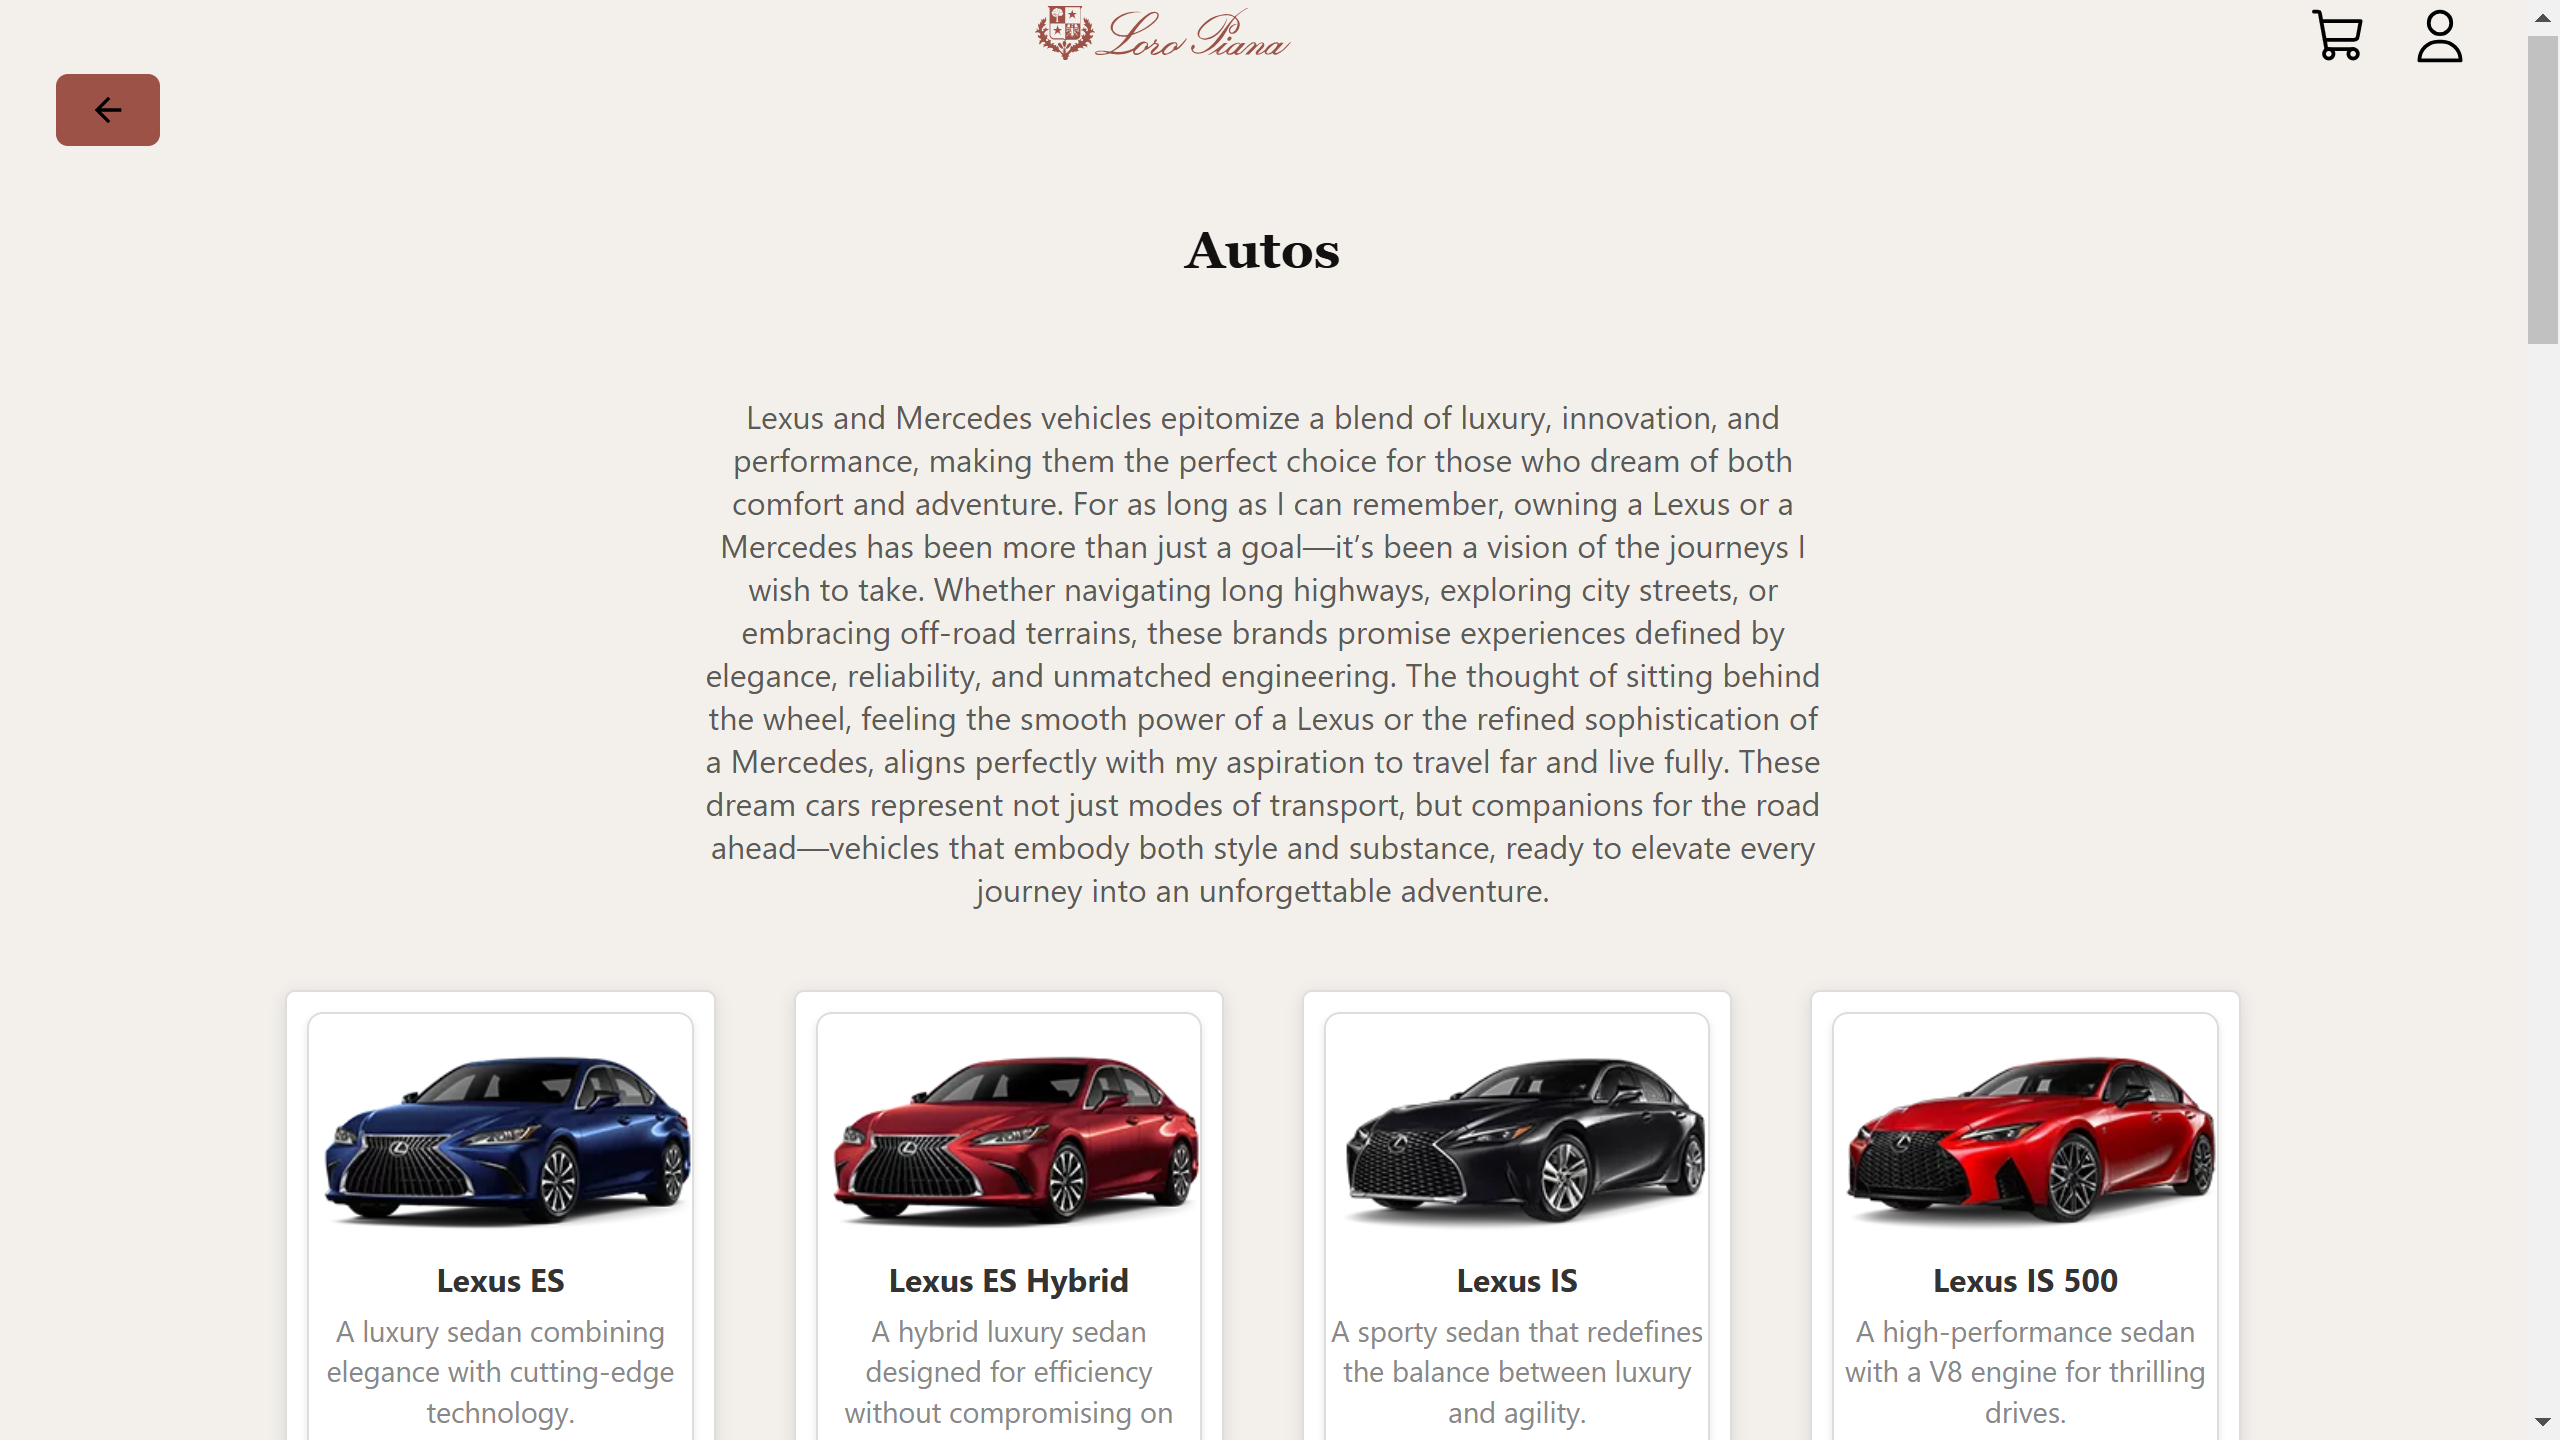 Loro Piana
Autos
Lexus and Mercedes vehicles epitomize a blend of luxury, innovation, and
performance, making them the perfect choice for those who dream of both
comfort and adventure. For as long as I can remember, owning a Lexus or a
Mercedes has been more than just a goal—it’s been a vision of the journeys I
wish to take. Whether navigating long highways, exploring city streets, or
embracing off-road terrains, these brands promise experiences defined by
elegance, reliability, and unmatched engineering. The thought of sitting behind
the wheel, feeling the smooth power of a Lexus or the refined sophistication of
a Mercedes, aligns perfectly with my aspiration to travel far and live fully. These
dream cars represent not just modes of transport, but companions for the road
ahead—vehicles that embody both style and substance, ready to elevate every
journey into an unforgettable adventure.
Lexus ES
A luxury sedan combining
elegance with cutting-edge
technology.
Lexus ES Hybrid
A hybrid luxury sedan
designed for efficiency
without compromising on
Lexus IS
A sporty sedan that redefines
the balance between luxury
and agility.
Lexus IS 500
A high-performance sedan
with a V8 engine for thrilling
drives.